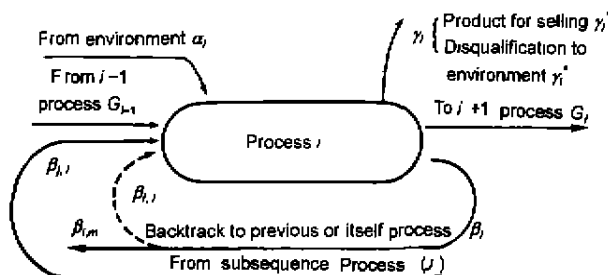 From environment αᵢ
γᵢ { Product for selling γᵢ'
Disqualification to
environment γᵢ"
From i−1
process Gᵢ₋₁
To i +1 process Gᵢ
Process i
βⱼ,ᵢ
βᵢ,ᵢ
βᵢ,ₘ
Backtrack to previous or itself process
βᵢ
From subsequence Process (J)